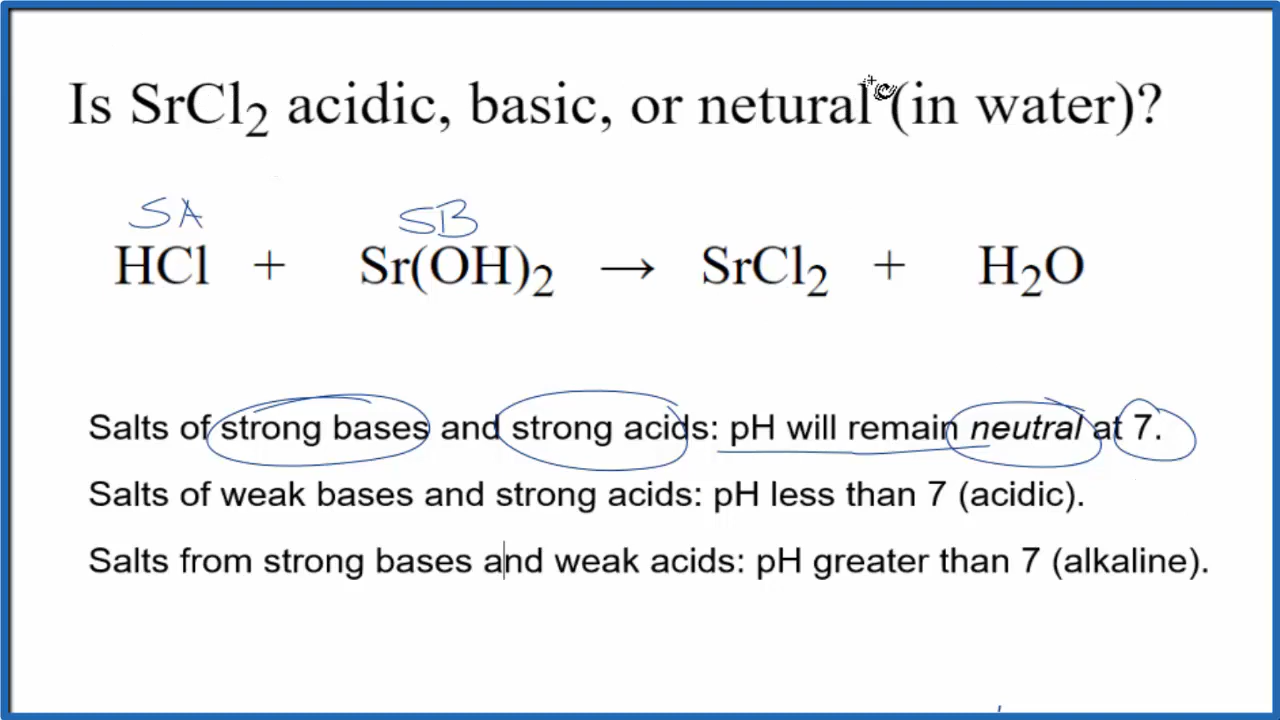 Is SrCl₂ acidic, basic, or netural (in water)?
SA SB
HCl + Sr(OH)₂ → SrCl₂ + H₂O
Salts of strong bases and strong acids: pH will remain neutral at 7.
Salts of weak bases and strong acids: pH less than 7 (acidic).
Salts from strong bases and weak acids: pH greater than 7 (alkaline).